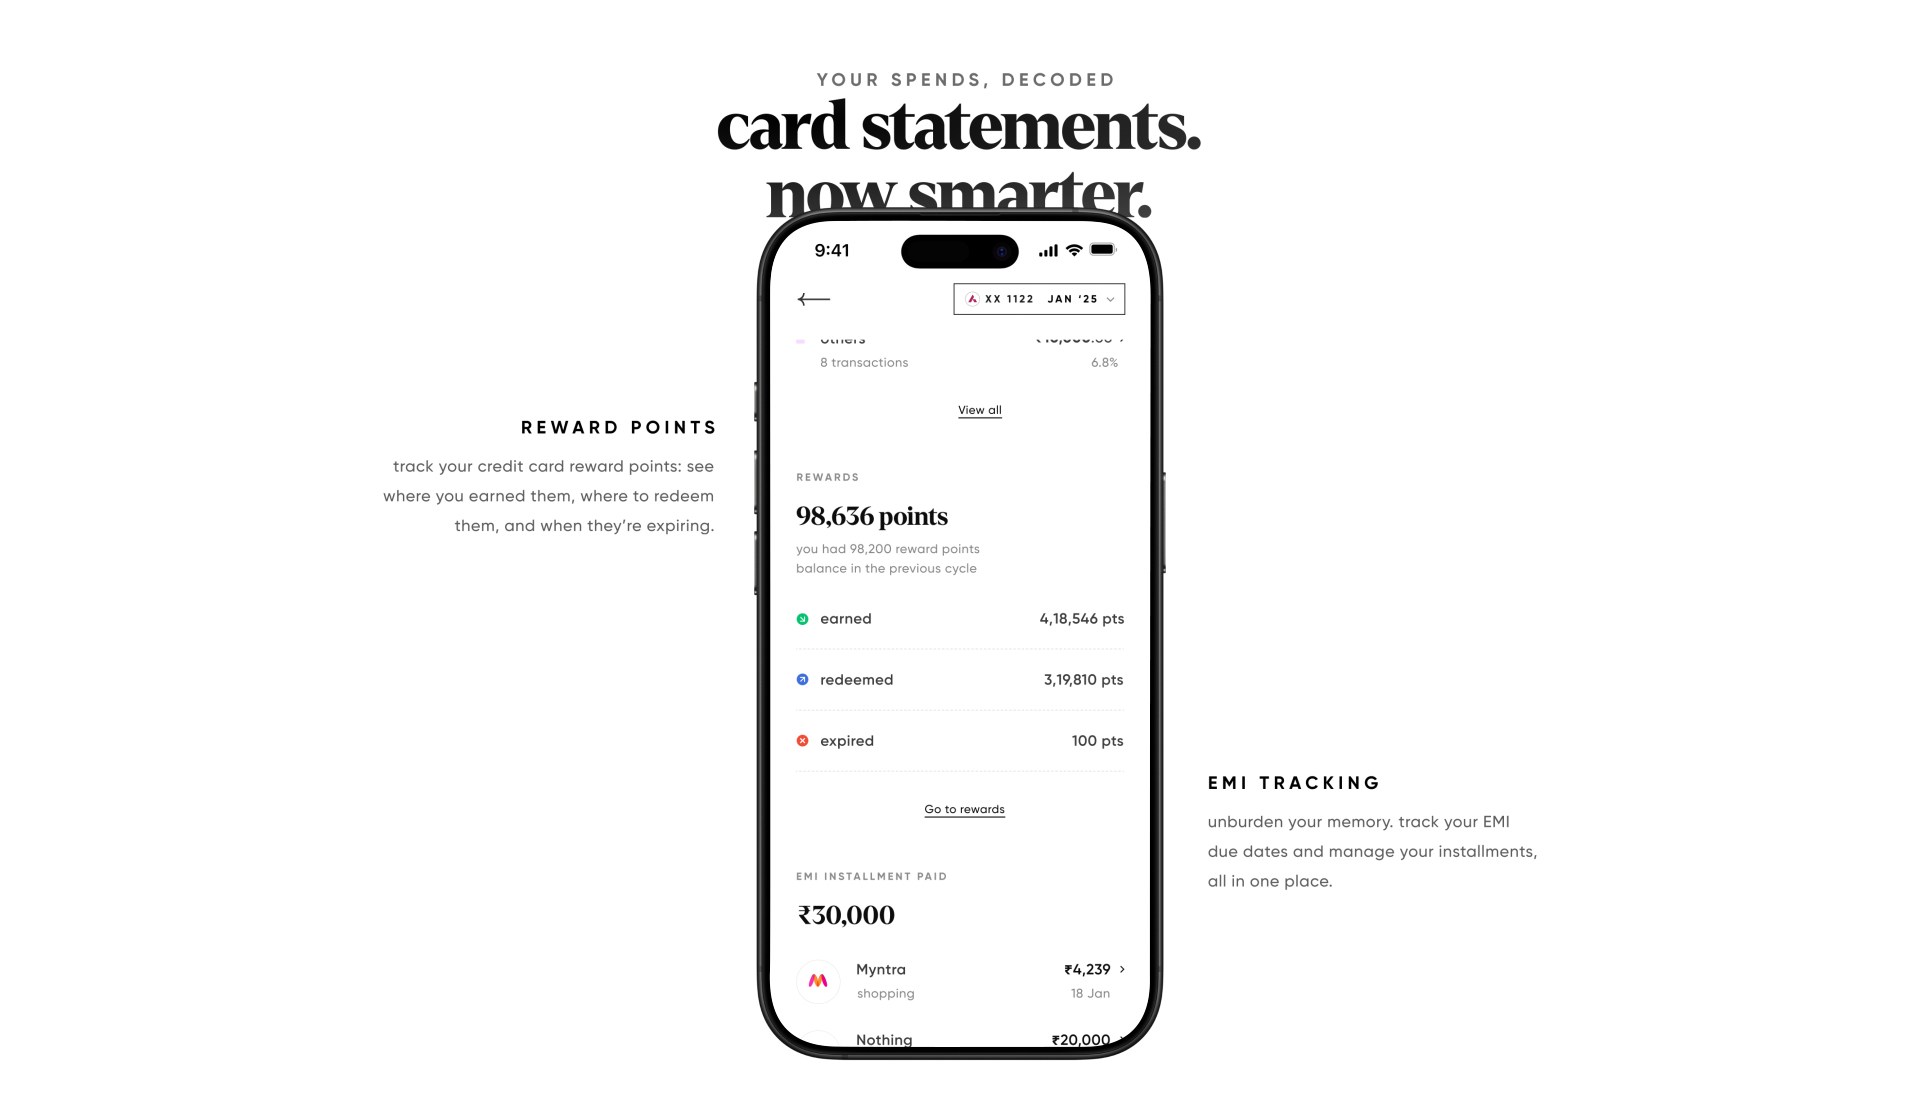 YOUR SPENDS, DECODED
card statements.
now smarter.
9:41
XX 1122 JAN ‘25
others
8 transactions 6.8%
View all
REWARD POINTS
track your credit card reward points: see
where you earned them, where to redeem
them, and when they’re expiring.
REWARDS
98,636 points
you had 98,200 reward points
balance in the previous cycle
earned 4,18,546 pts
redeemed 3,19,810 pts
expired 100 pts
Go to rewards
EMI TRACKING
unburden your memory. track your EMI
due dates and manage your installments,
all in one place.
EMI INSTALLMENT PAID
₹30,000
Myntra ₹4,239
shopping 18 Jan
Nothing ₹20,000